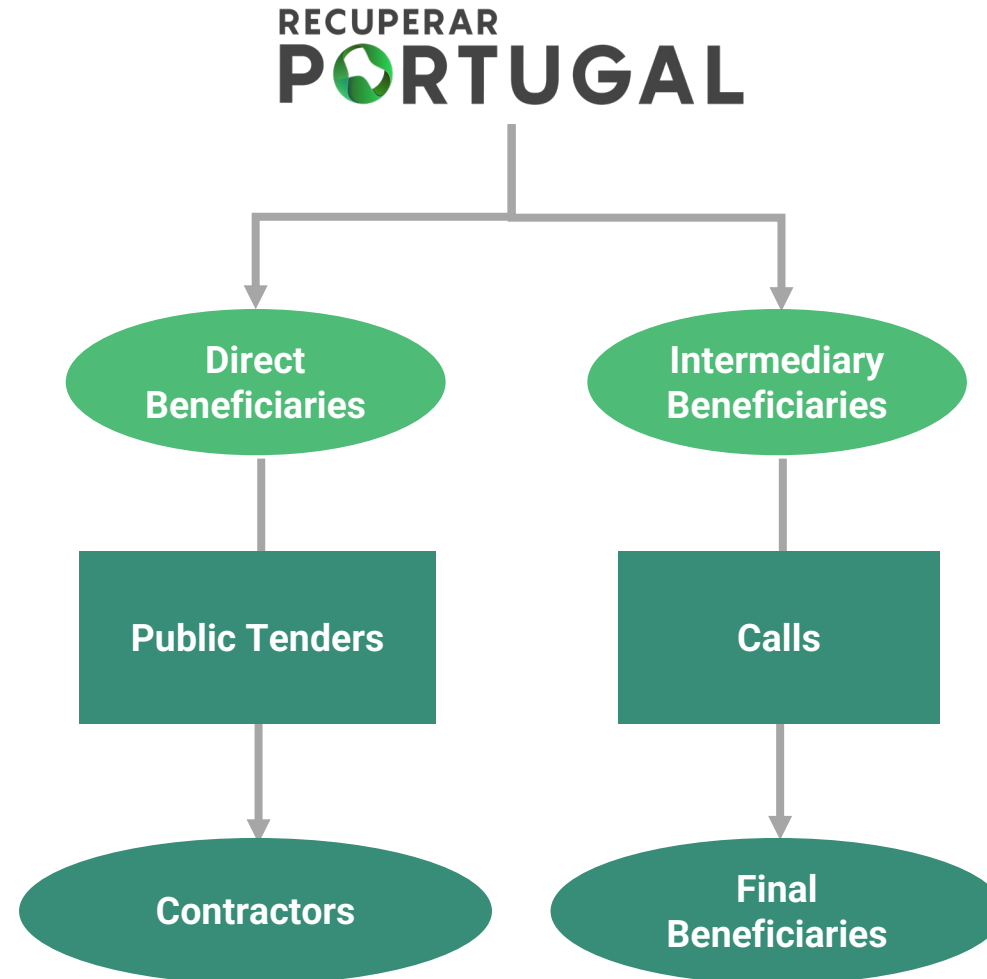 RECUPERAR
PORTUGAL
Direct
Beneficiaries
Intermediary
Beneficiaries
Public Tenders
Calls
Contractors
Final
Beneficiaries